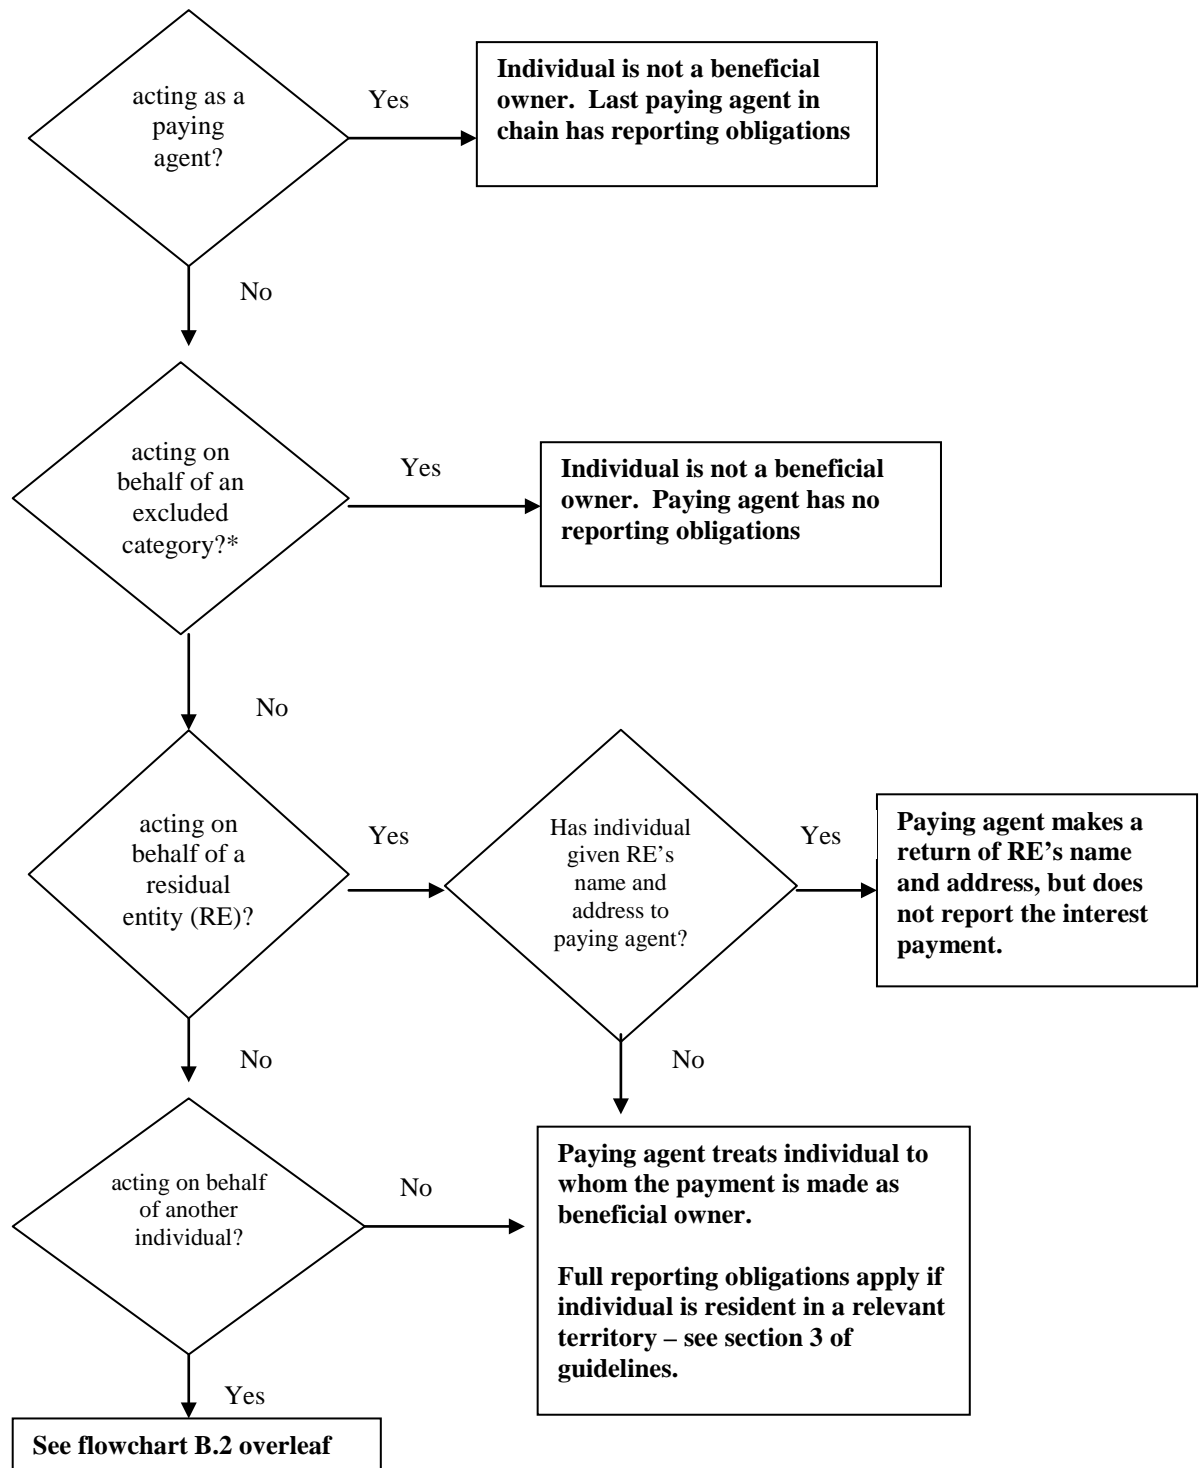 acting as a
paying
agent?
Yes
Individual is not a beneficial
owner.  Last paying agent in
chain has reporting obligations
No
acting on
behalf of an
excluded
category?*
Yes
Individual is not a beneficial
owner.  Paying agent has no
reporting obligations
No
acting on
behalf of a
residual
entity (RE)?
Yes
Has individual
given RE’s
name and
address to
paying agent?
Yes
Paying agent makes a
return of RE’s name
and address, but does
not report the interest
payment.
No
No
acting on behalf
of another
individual?
No
Paying agent treats individual to
whom the payment is made as
beneficial owner.
Full reporting obligations apply if
individual is resident in a relevant
territory – see section 3 of
guidelines.
Yes
See flowchart B.2 overleaf